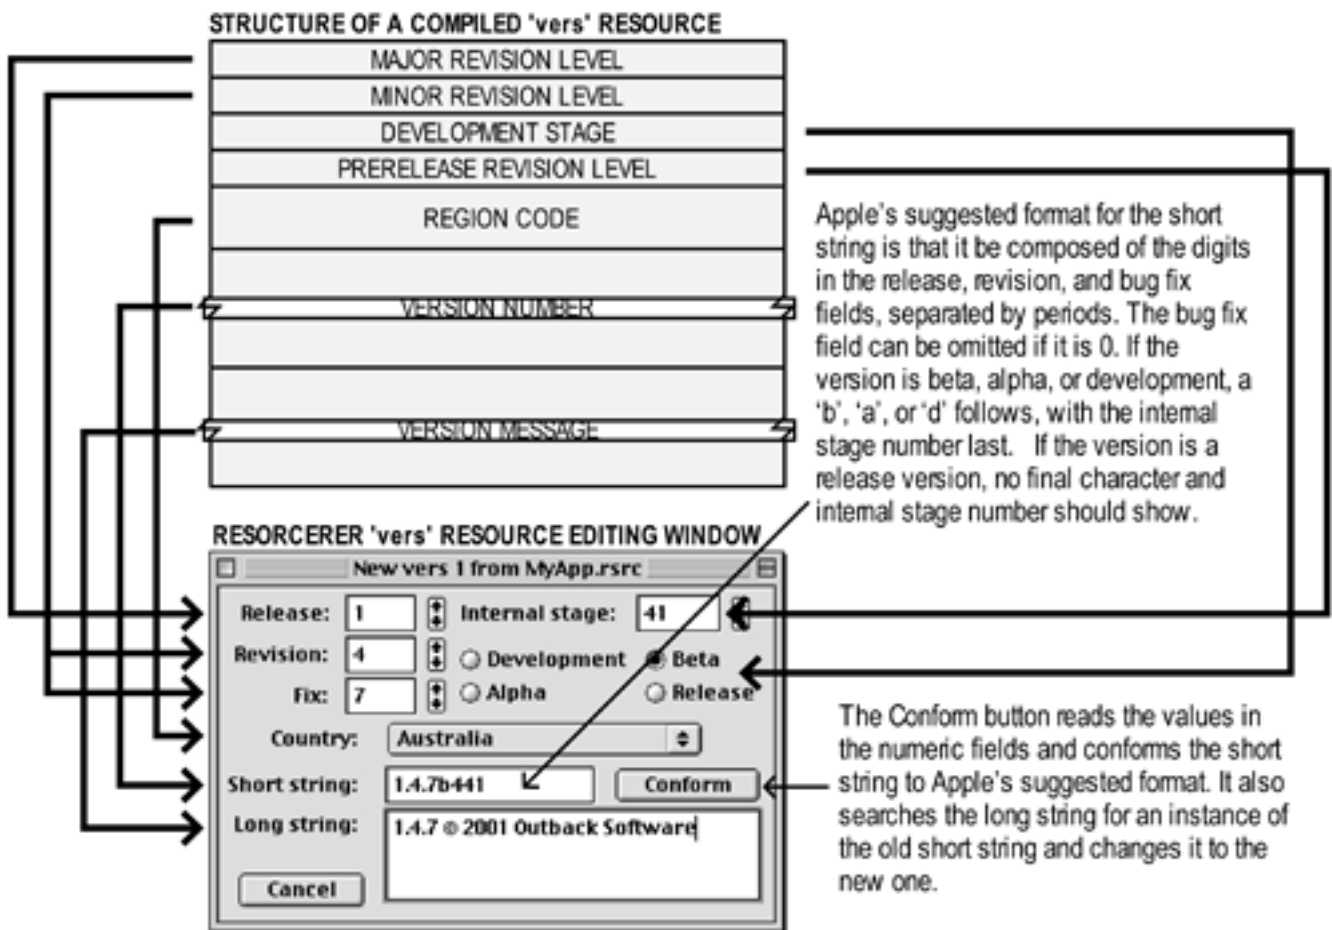 STRUCTURE OF A COMPILED 'vers' RESOURCE
MAJOR REVISION LEVEL
MINOR REVISION LEVEL
DEVELOPMENT STAGE
PRERELEASE REVISION LEVEL
REGION CODE
VERSION NUMBER
VERSION MESSAGE
Apple's suggested format for the short
string is that it be composed of the digits
in the release, revision, and bug fix
fields, separated by periods. The bug fix
field can be omitted if it is 0. If the
version is beta, alpha, or development, a
'b', 'a', or 'd' follows, with the internal
stage number last. If the version is a
release version, no final character and
internal stage number should show.
RESORCERER 'vers' RESOURCE EDITING WINDOW
New vers 1 from MyApp.rsrc
Release: 1 Internal stage: 41
Revision: 4 Development Beta
Fix: 7 Alpha Release
Country: Australia
Short string: 1.4.7b441 Conform
Long string: 1.4.7 © 2001 Outback Software
Cancel
The Conform button reads the values in
the numeric fields and conforms the short
string to Apple's suggested format. It also
searches the long string for an instance of
the old short string and changes it to the
new one.